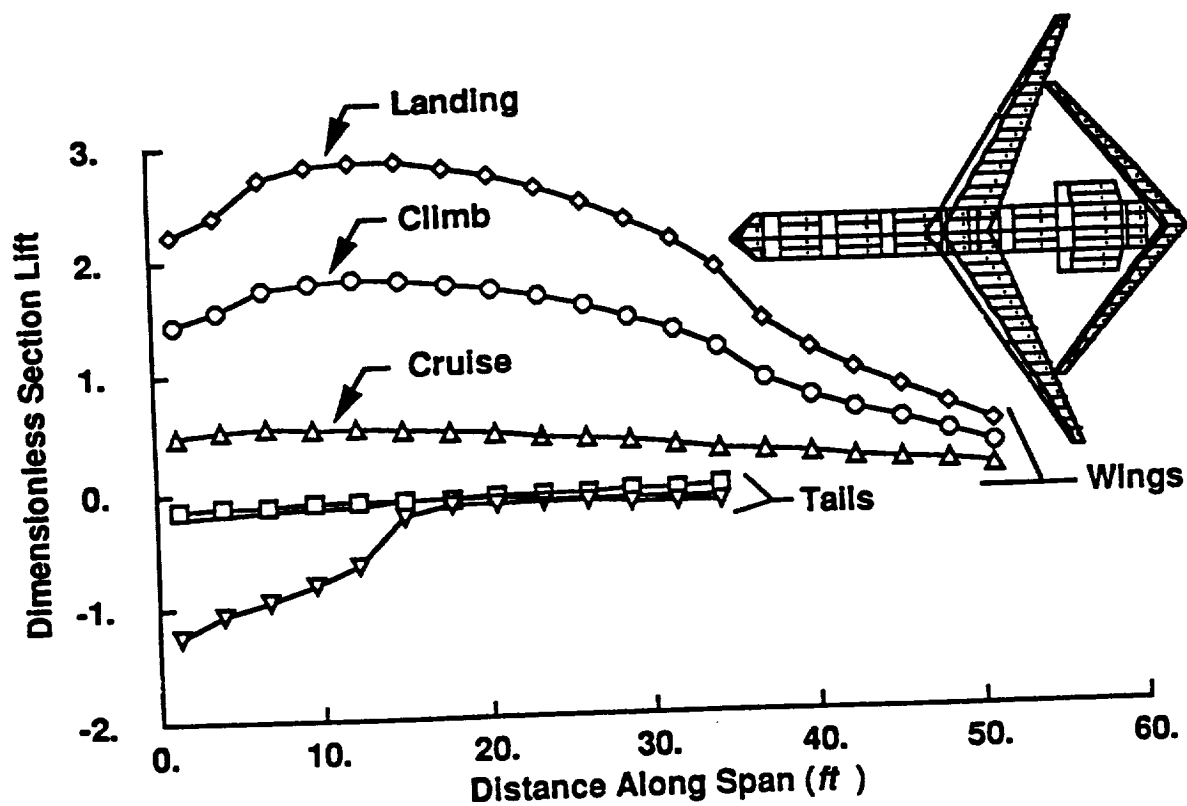 Landing
3.
Climb
2.
Cruise
1.
0.
Wings
Tails
-1.
-2.
0. 10. 20. 30. 40. 50. 60.
Dimensionless Section Lift
Distance Along Span (ft )